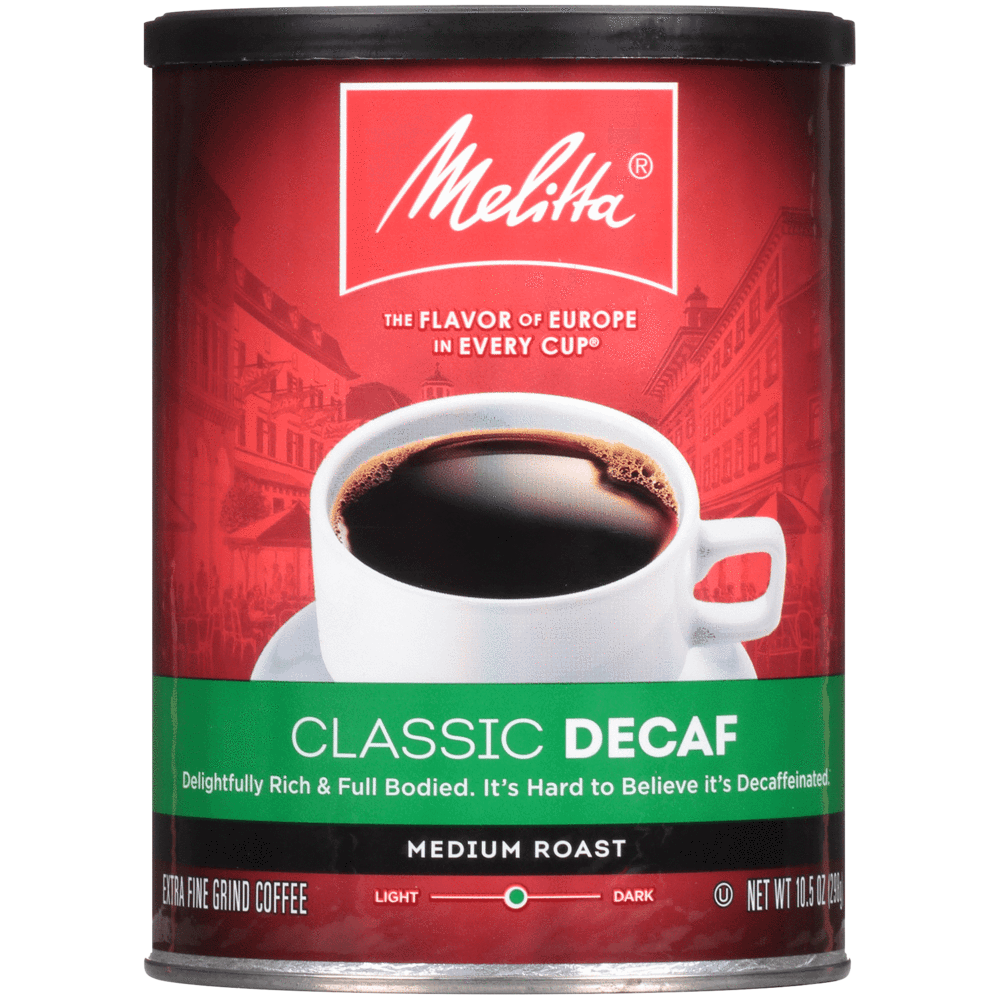 Melitta®
THE FLAVOR OF EUROPE
IN EVERY CUP®
CLASSIC DECAF
Delightfully Rich & Full Bodied. It's Hard to Believe it's Decaffeinated.
MEDIUM ROAST
LIGHT DARK
EXTRA FINE GRIND COFFEE
U NET WT 10.5 OZ (298g